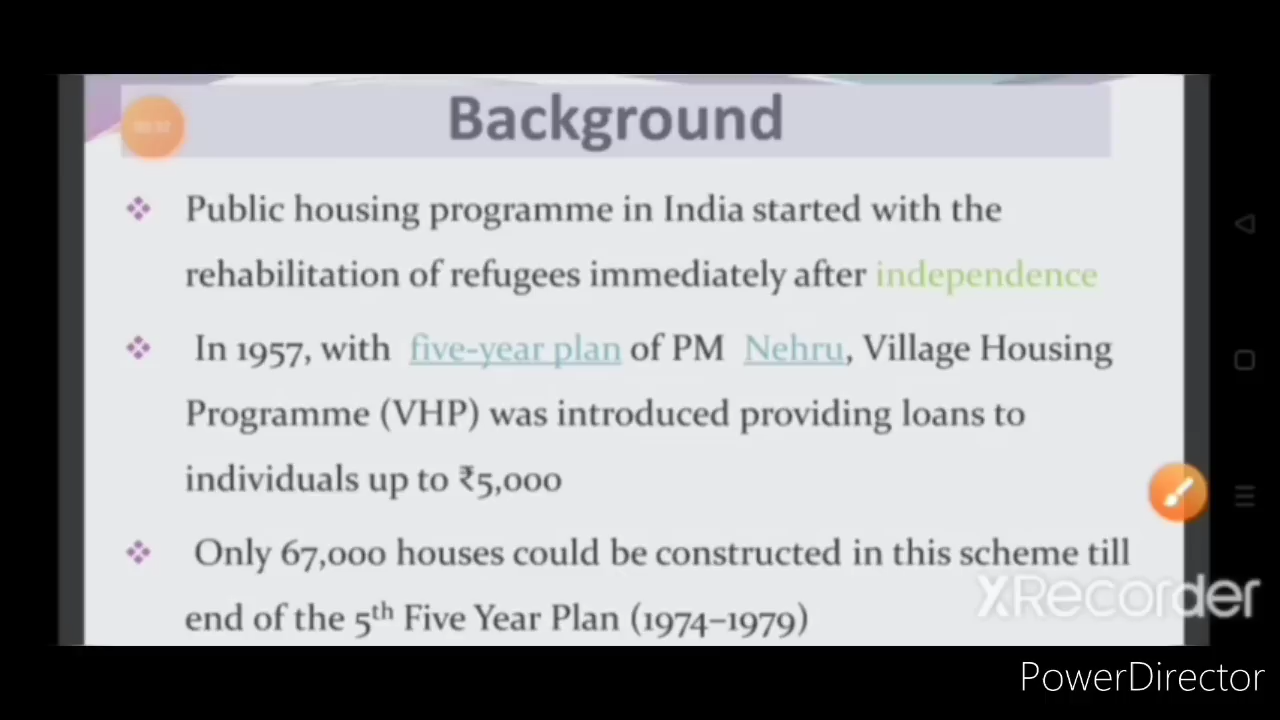 Background
❖ Public housing programme in India started with the
rehabilitation of refugees immediately after independence
❖ In 1957, with five-year plan of PM Nehru, Village Housing
Programme (VHP) was introduced providing loans to
individuals up to ₹5,000
❖ Only 67,000 houses could be constructed in this scheme till
end of the 5th Five Year Plan (1974–1979)
XRecorder
PowerDirector